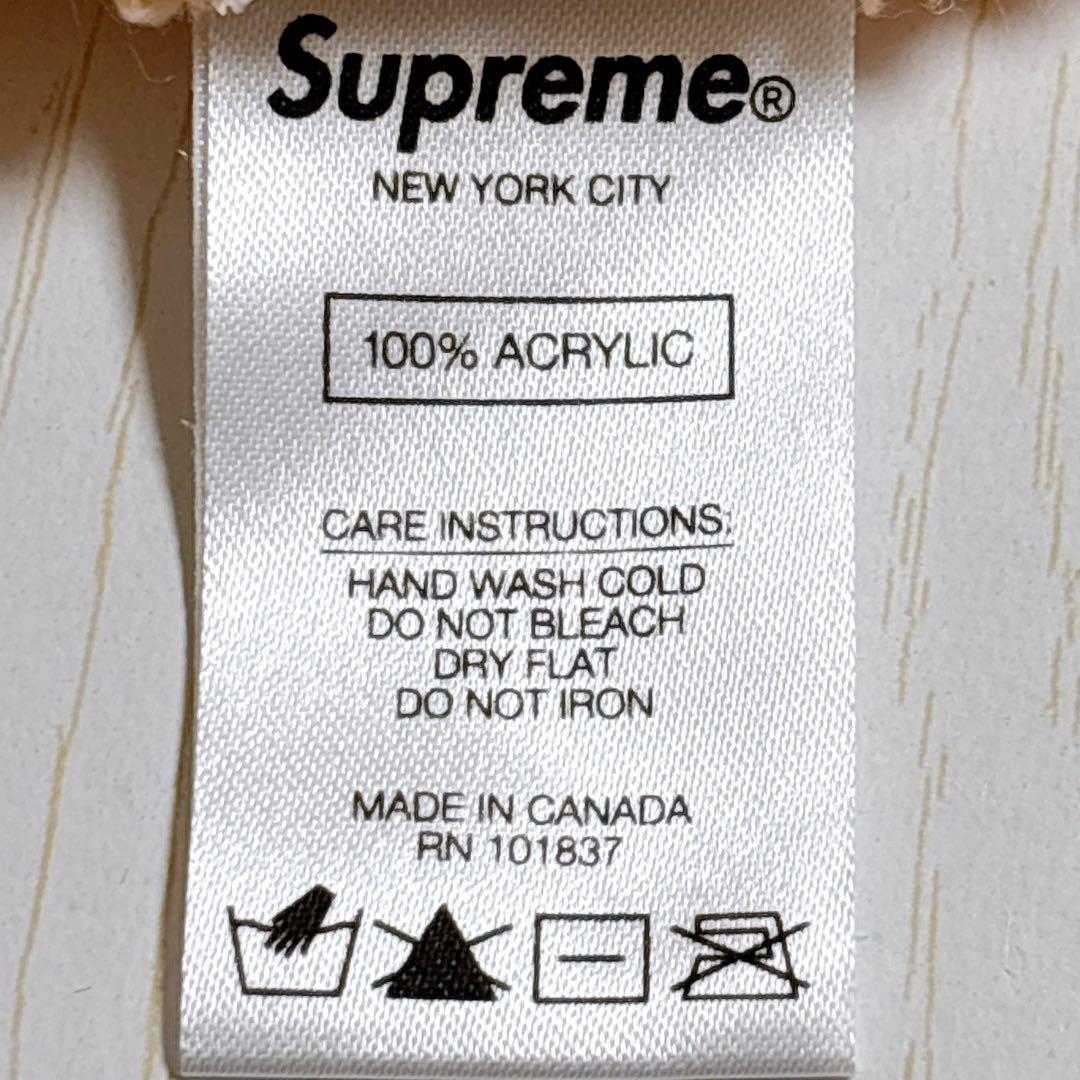 Supreme®
NEW YORK CITY
100% ACRYLIC
CARE INSTRUCTIONS:
HAND WASH COLD
DO NOT BLEACH
DRY FLAT
DO NOT IRON
MADE IN CANADA
RN 101837